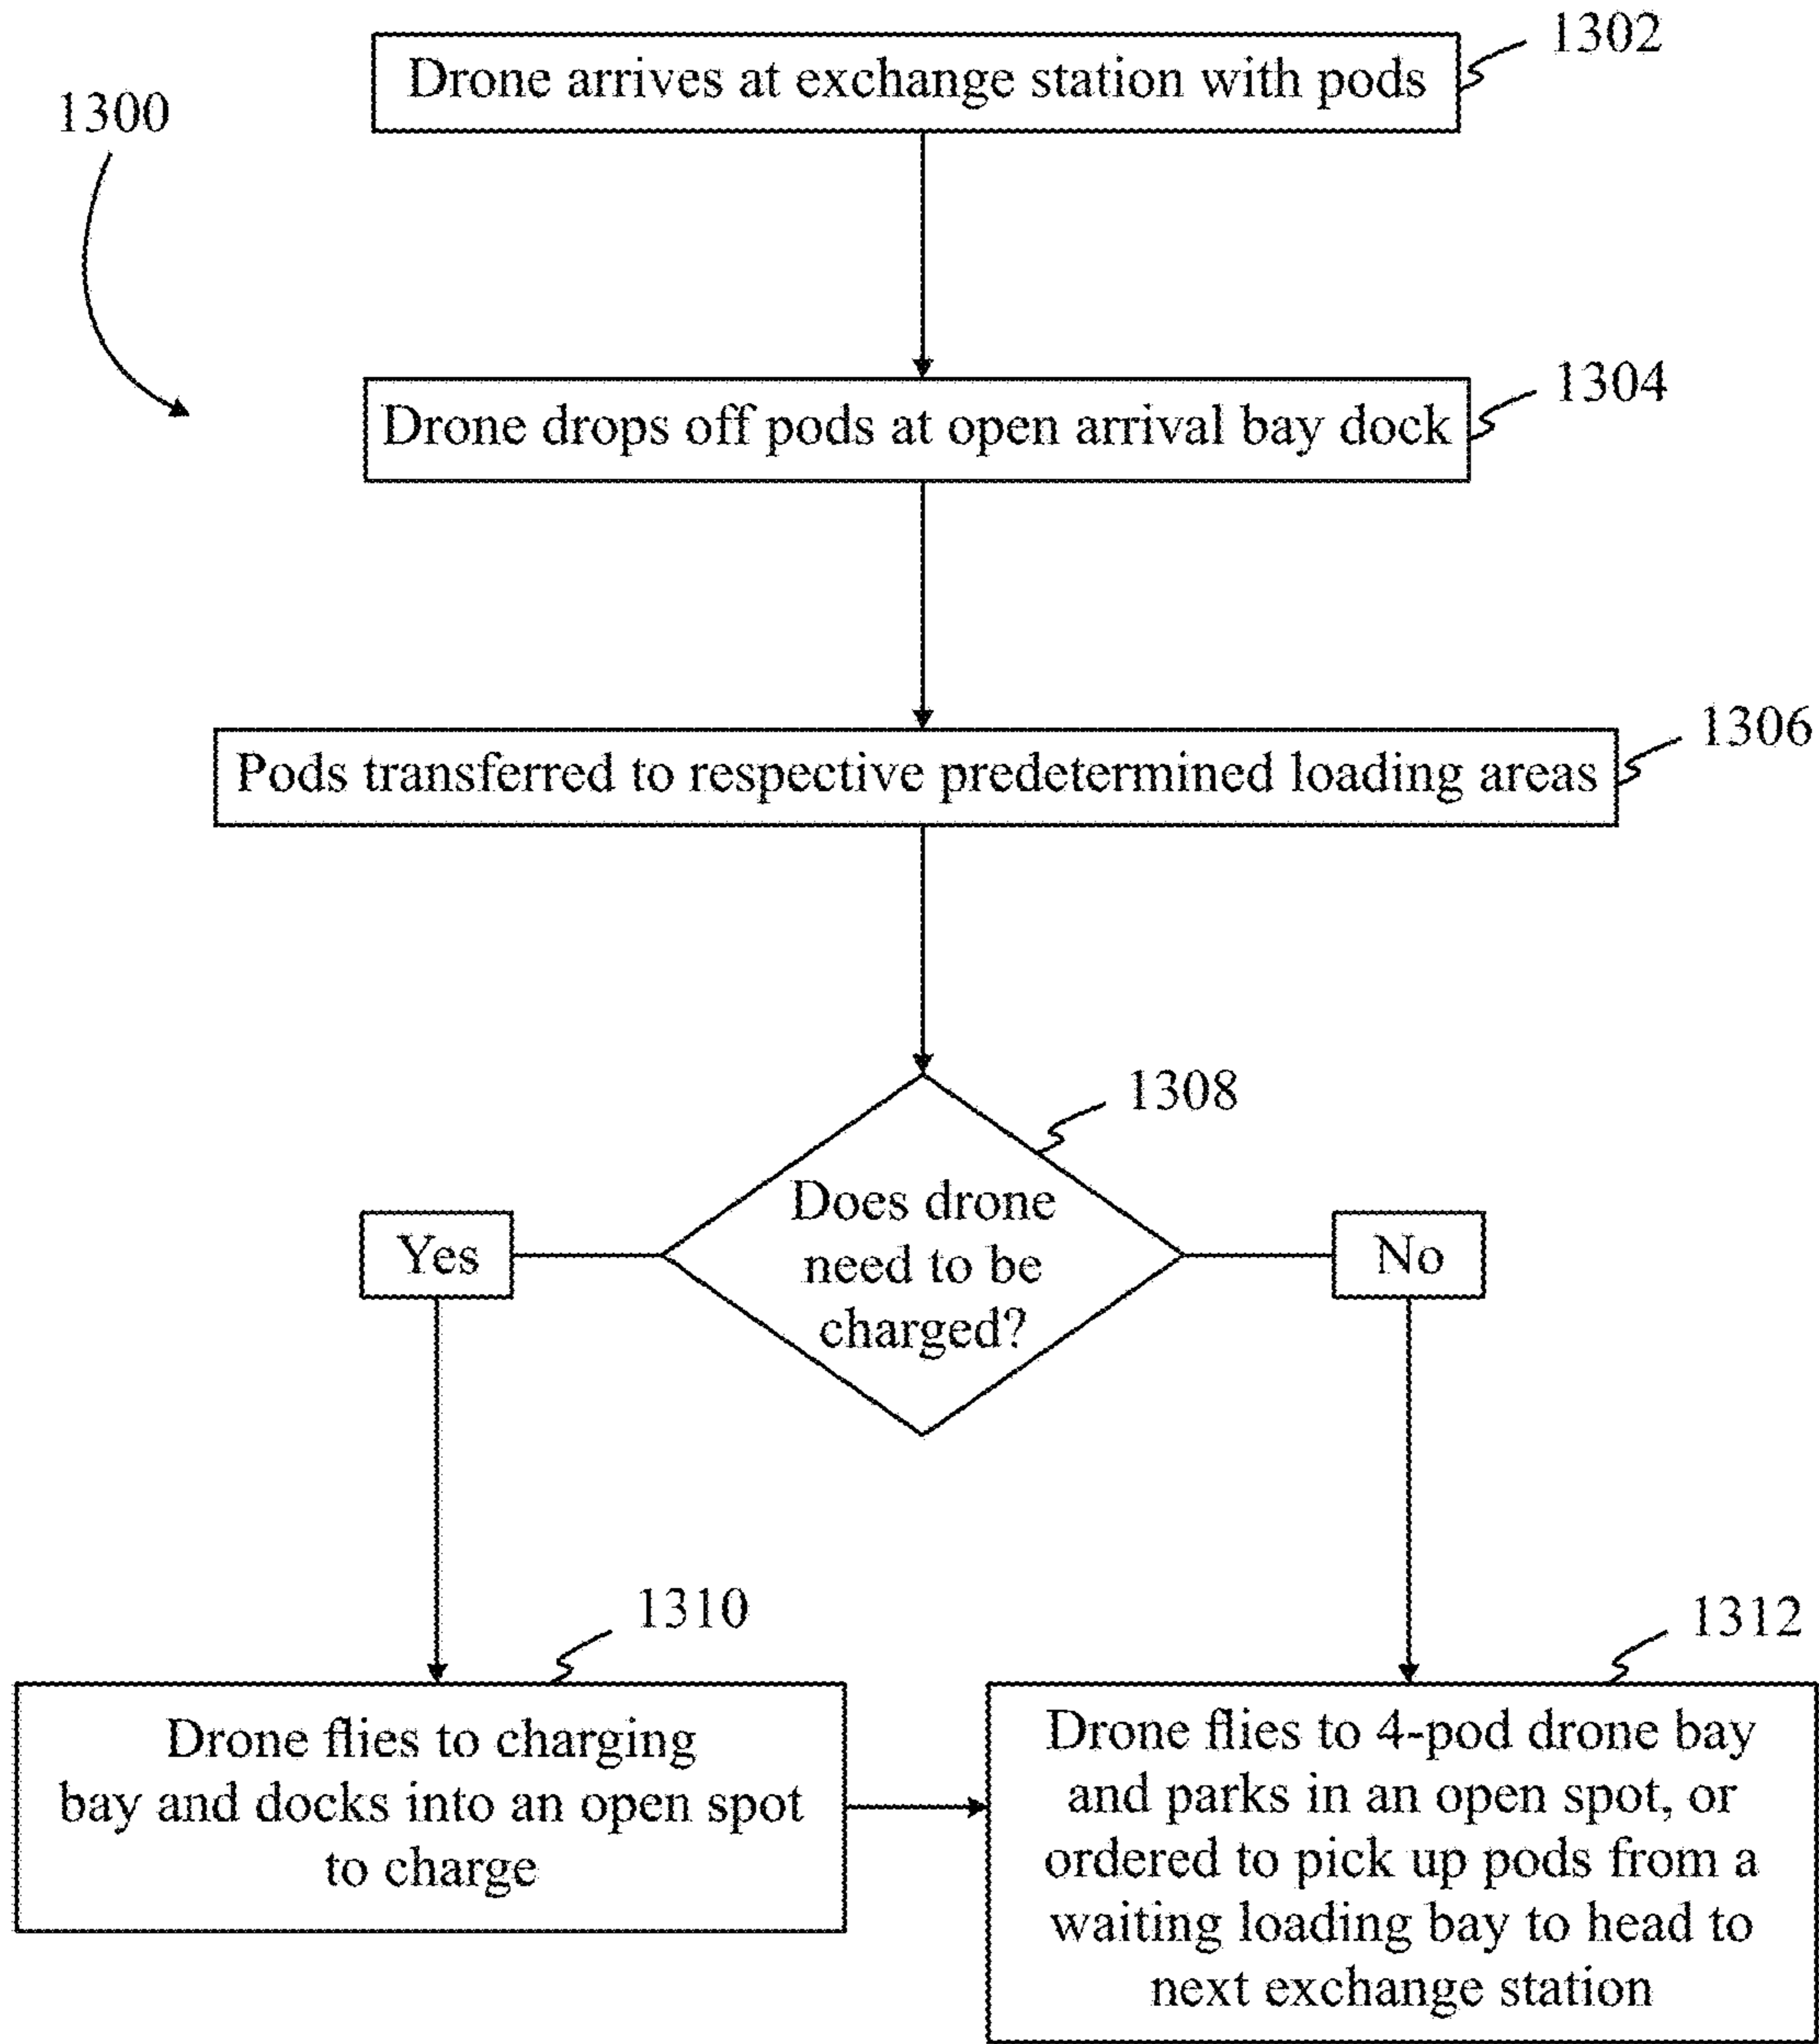 1302
Drone arrives at exchange station with pods
1300
1304
Drone drops off pods at open arrival bay dock
1306
Pods transferred to respective predetermined loading areas
1308
Does drone
need to be
charged?
Yes
No
1310
1312
Drone flies to charging
bay and docks into an open spot
to charge
Drone flies to 4-pod drone bay
and parks in an open spot, or
ordered to pick up pods from a
waiting loading bay to head to
next exchange station